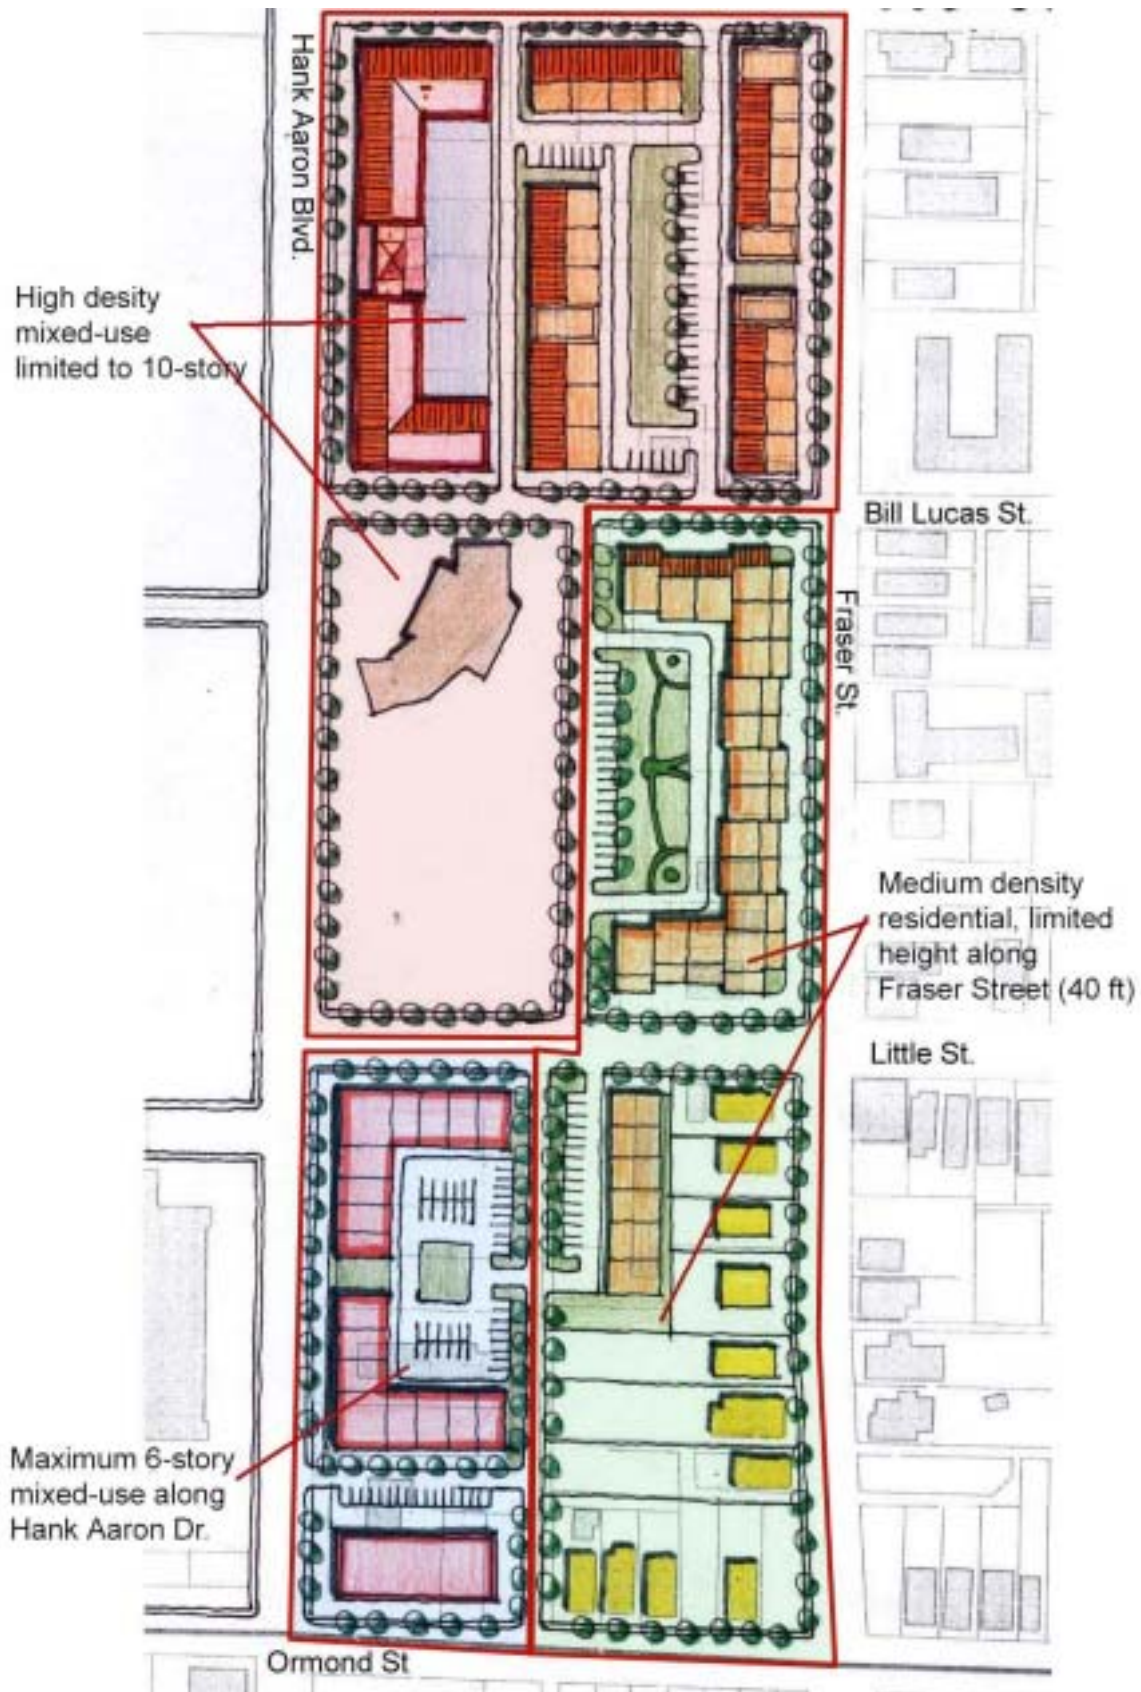 Hank Aaron Blvd.
High desity
mixed-use
limited to 10-story
Bill Lucas St.
Fraser St.
Medium density
residential, limited
height along
Fraser Street (40 ft)
Little St.
Maximum 6-story
mixed-use along
Hank Aaron Dr.
Ormond St